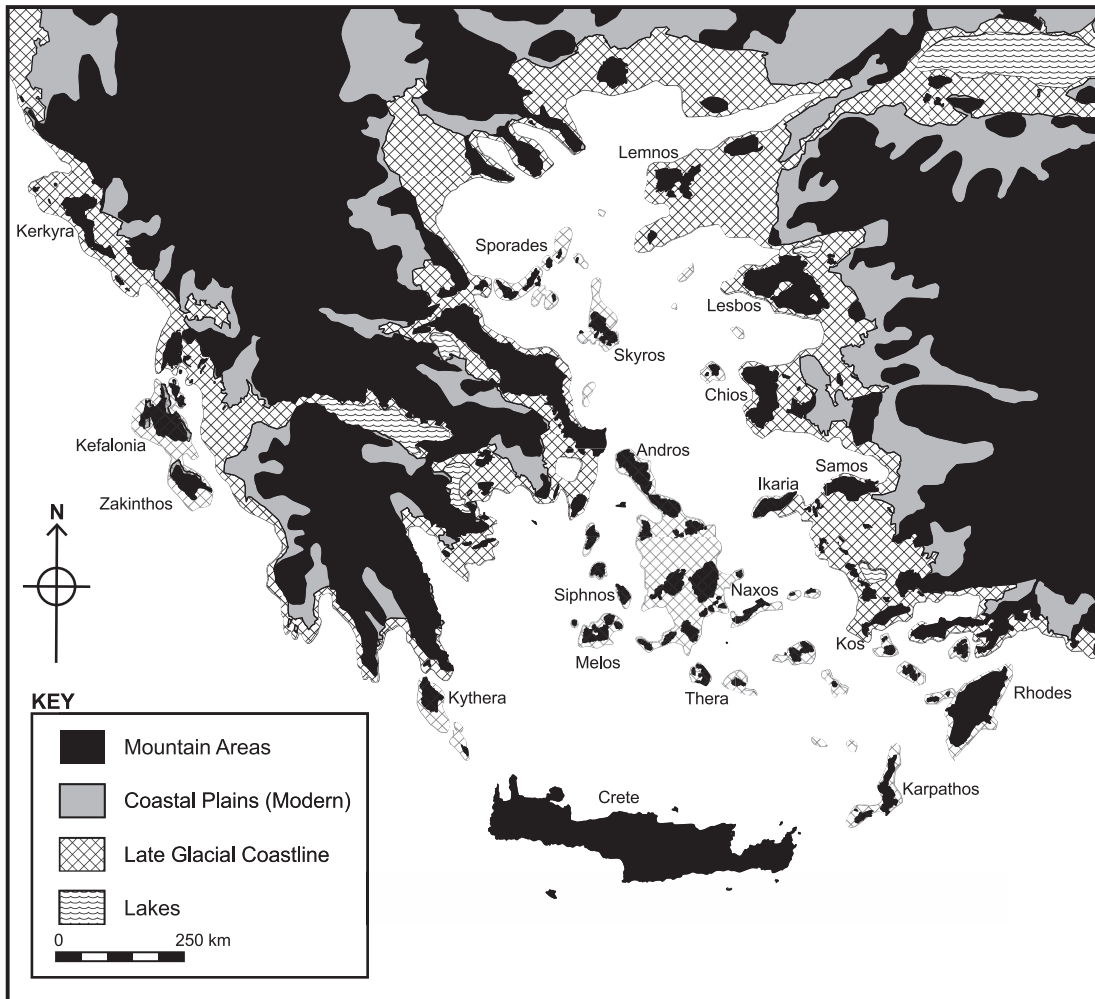 Lemnos
Kerkyra
Sporades
Lesbos
Skyros
Chios
Kefalonia
Andros
Samos
Ikaria
Zakinthos
N
Siphnos
Naxos
Kos
Melos
Thera
Rhodes
Kythera
KEY
Mountain Areas
Coastal Plains (Modern)
Crete
Karpathos
Late Glacial Coastline
Lakes
0 250 km